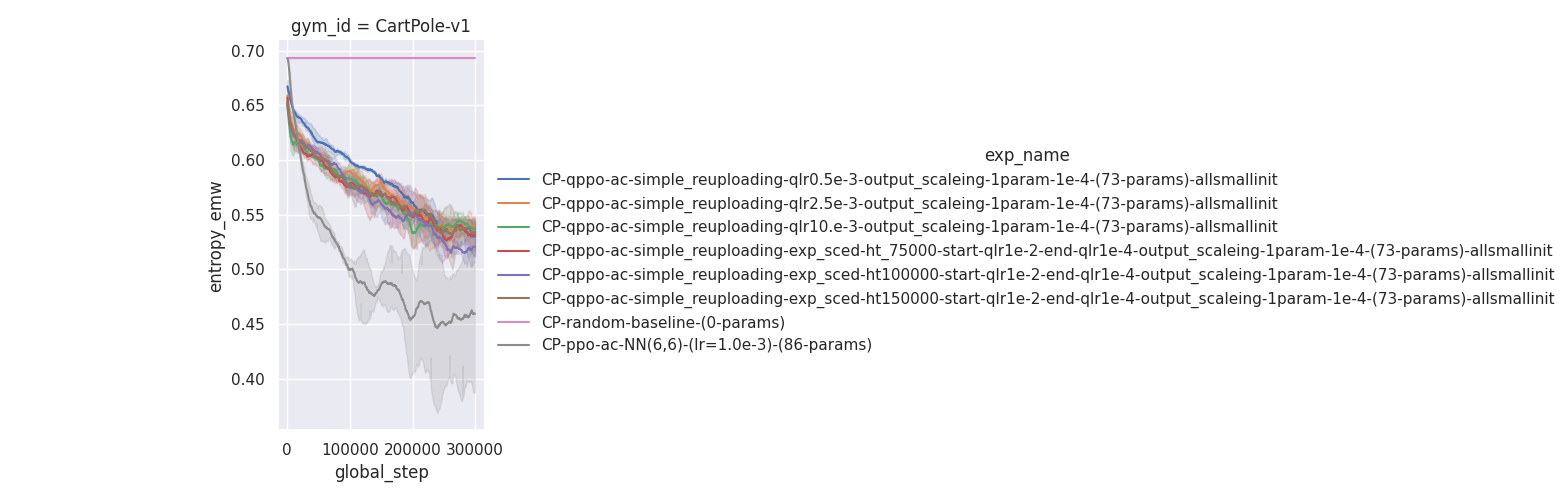 gym_id = CartPole-v1
0.70
0.65
0.60
0.55
0.50
0.45
0.40
entropy_emw
0
100000
200000
300000
global_step
exp_name
CP-qppo-ac-simple_reuploading-qlr0.5e-3-output_scaleing-1param-1e-4-(73-params)-allsmallinit
CP-qppo-ac-simple_reuploading-qlr2.5e-3-output_scaleing-1param-1e-4-(73-params)-allsmallinit
CP-qppo-ac-simple_reuploading-qlr10.e-3-output_scaleing-1param-1e-4-(73-params)-allsmallinit
CP-qppo-ac-simple_reuploading-exp_sced-ht_75000-start-qlr1e-2-end-qlr1e-4-output_scaleing-1param-1e-4-(73-params)-allsmallinit
CP-qppo-ac-simple_reuploading-exp_sced-ht100000-start-qlr1e-2-end-qlr1e-4-output_scaleing-1param-1e-4-(73-params)-allsmallinit
CP-qppo-ac-simple_reuploading-exp_sced-ht150000-start-qlr1e-2-end-qlr1e-4-output_scaleing-1param-1e-4-(73-params)-allsmallinit
CP-random-baseline-(0-params)
CP-ppo-ac-NN(6,6)-(lr=1.0e-3)-(86-params)